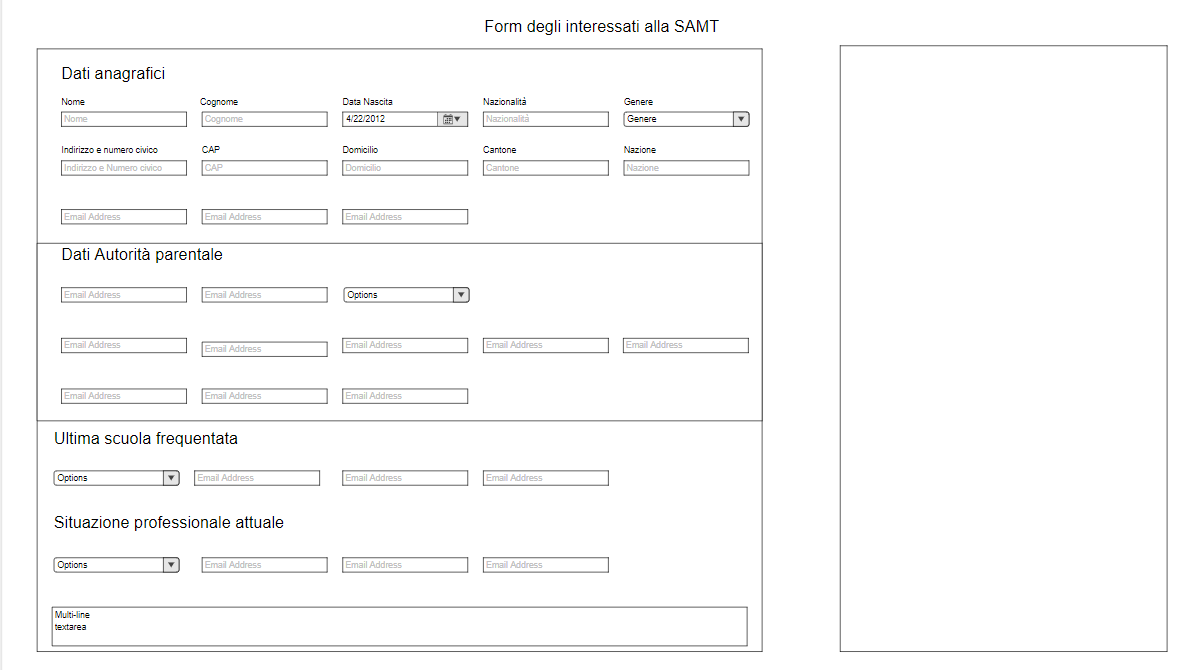 Form degli interessati alla SAMT
Dati anagrafici
Nome Cognome Data Nascita Nazionalità Genere
Nome Cognome 4/22/2012 Nazionalità Genere
Indirizzo e numero civico CAP Domicilio Cantone Nazione
Indirizzo e Numero civico CAP Domicilio Cantone Nazione
Email Address Email Address Email Address
Dati Autorità parentale
Email Address Email Address Options
Email Address Email Address Email Address Email Address Email Address
Email Address Email Address Email Address
Ultima scuola frequentata
Options Email Address Email Address Email Address
Situazione professionale attuale
Options Email Address Email Address Email Address
Multi-line
textarea